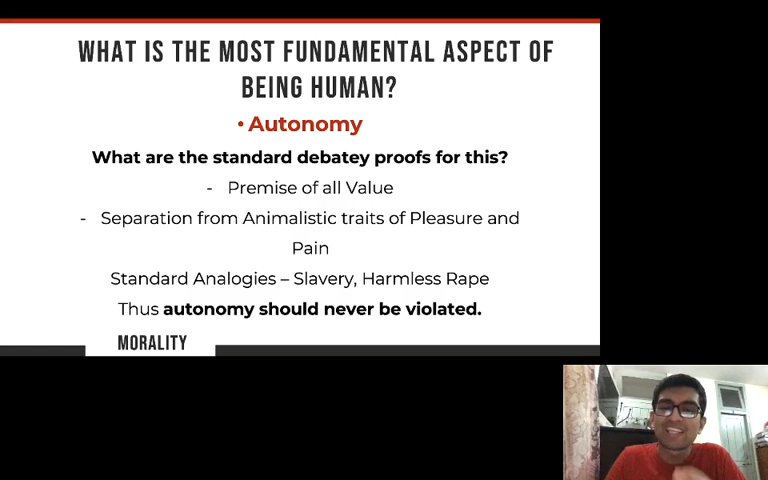 WHAT IS THE MOST FUNDAMENTAL ASPECT OF
BEING HUMAN?
• Autonomy
What are the standard debatey proofs for this?
- Premise of all Value
- Separation from Animalistic traits of Pleasure and
Pain
Standard Analogies – Slavery, Harmless Rape
Thus autonomy should never be violated.
MORALITY